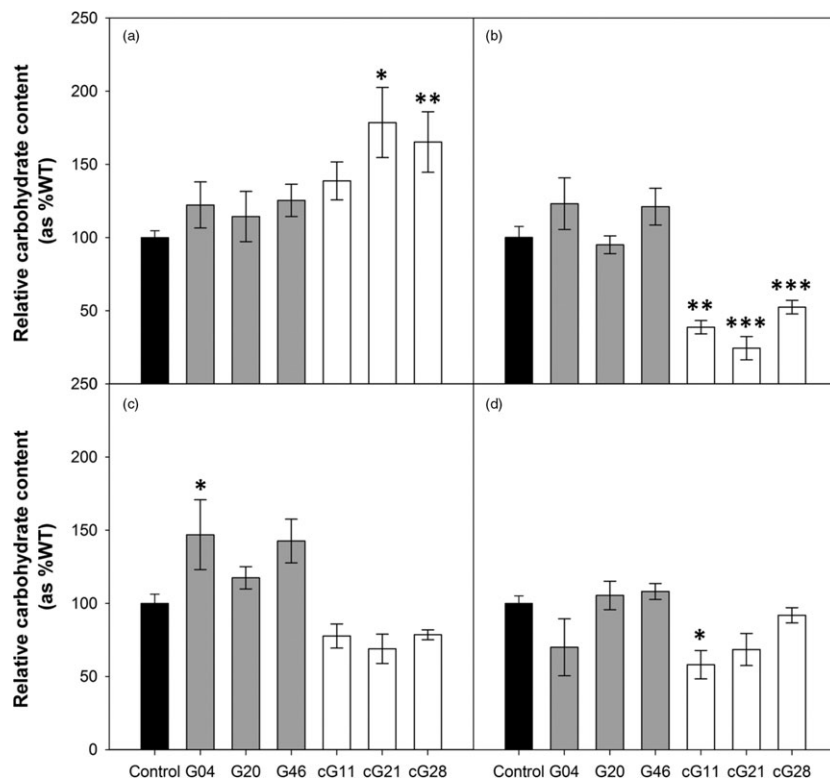 Relative carbohydrate content
(as %WT)
250
200
150
100
50
(a)
*
**
(b)
**
***
***
Relative carbohydrate content
(as %WT)
250
200
150
100
50
0
(c)
*
(d)
*
Control G04 G20 G46 cG11 cG21 cG28
Control G04 G20 G46 cG11 cG21 cG28